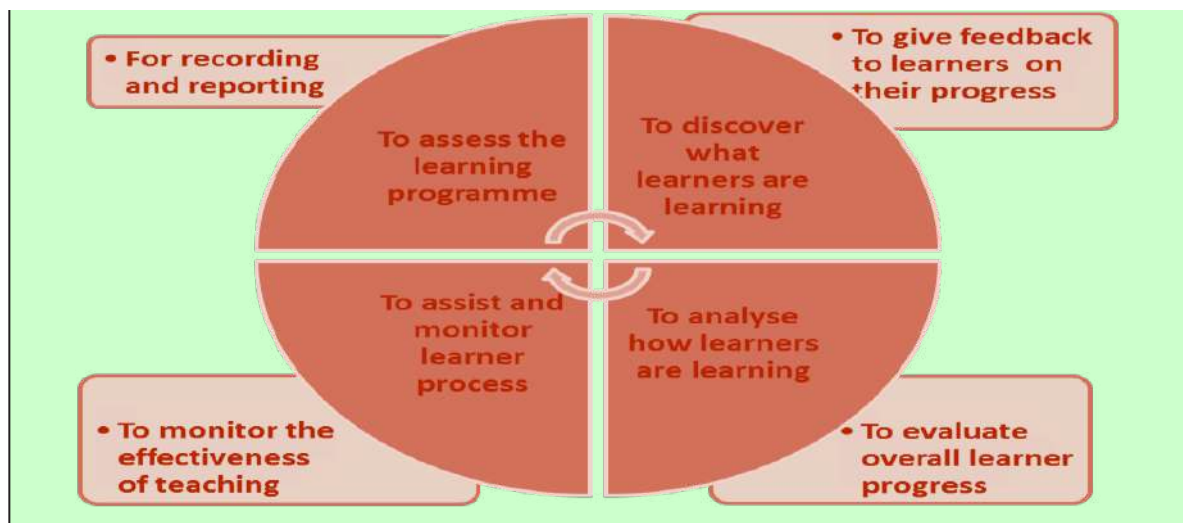 • For recording
and reporting
To assess the
learning
programme
To discover
what
learners are
learning
• To give feedback
to learners on
their progress
• To monitor the
effectiveness
of teaching
To assist and
monitor
learner
process
To analyse
how learners
are learning
• To evaluate
overall learner
progress